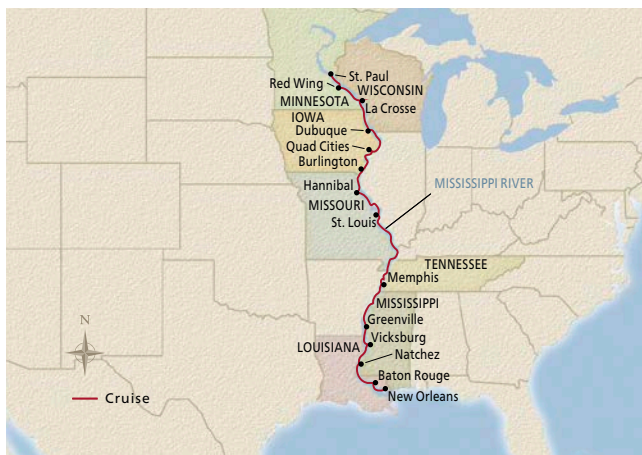 St. Paul
Red Wing
WISCONSIN
MINNESOTA
La Crosse
IOWA
Dubuque
Quad Cities
Burlington
Hannibal
MISSISSIPPI RIVER
MISSOURI
St. Louis
TENNESSEE
Memphis
MISSISSIPPI
Greenville
N
Vicksburg
LOUISIANA
Natchez
Baton Rouge
Cruise
New Orleans